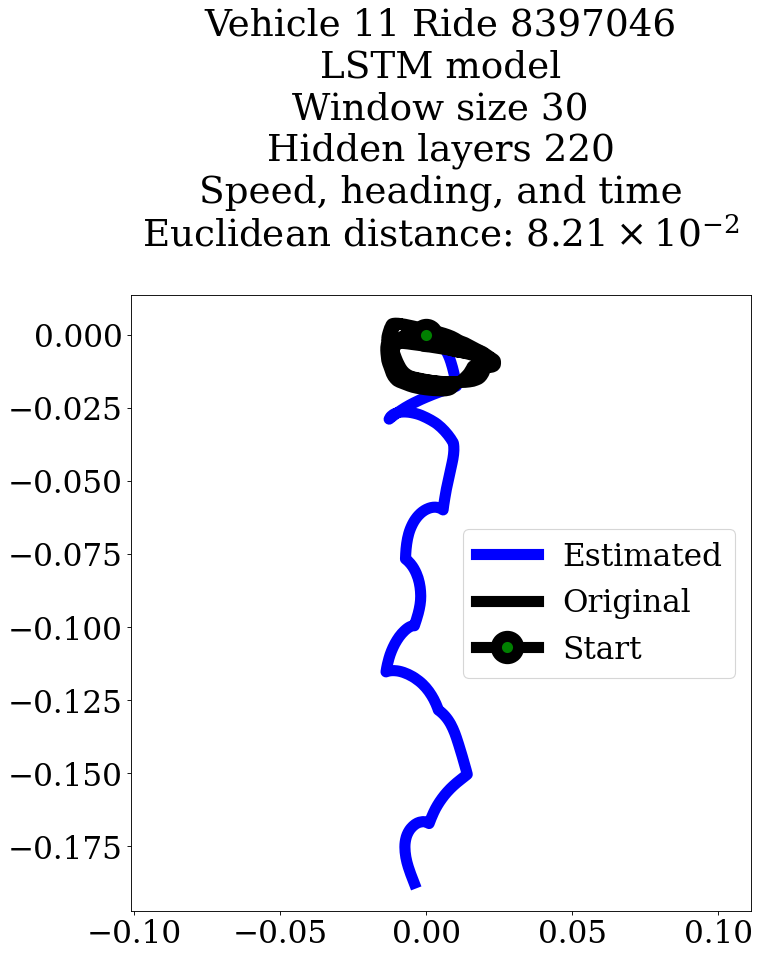 Vehicle 11 Ride 8397046
LSTM model
Window size 30
Hidden layers 220
Speed, heading, and time
Euclidean distance: 8.21 × 10⁻²
0.000
−0.025
−0.050
−0.075
−0.100
−0.125
−0.150
−0.175
Estimated
Original
Start
−0.10
−0.05
0.00
0.05
0.10